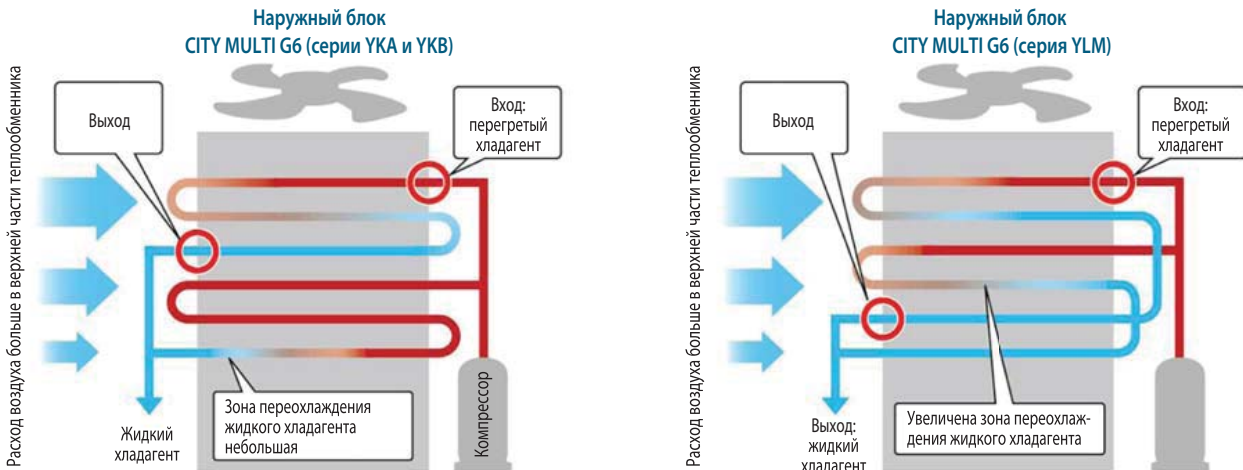 Наружный блок
CITY MULTI G6 (серии YKA и YKB)
Расход воздуха больше в верхней части теплообменника
Выход
Вход:
перегретый
хладагент
Зона переохлаждения
жидкого хладагента
небольшая
Жидкий
хладагент
Компрессор
Наружный блок
CITY MULTI G6 (серия YLM)
Расход воздуха больше в верхней части теплообменника
Выход
Вход:
перегретый
хладагент
Увеличена зона переохлаж-
дения жидкого хладагента
Выход:
жидкий
хладагент